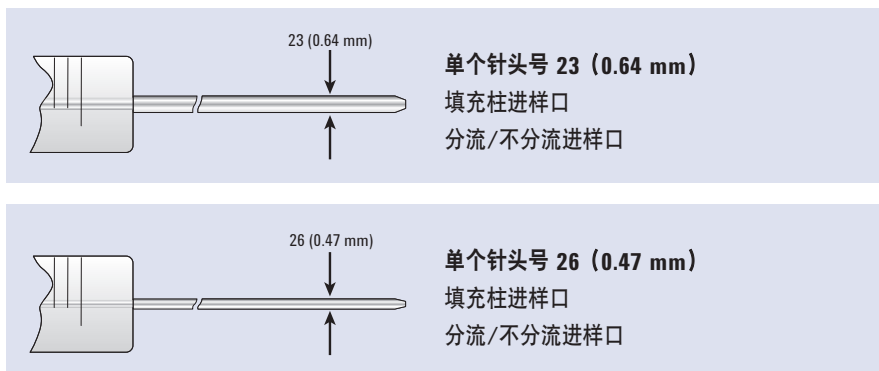 23 (0.64 mm)
单个针头号 23（0.64 mm）
填充柱进样口
分流/不分流进样口
26 (0.47 mm)
单个针头号 26（0.47 mm）
填充柱进样口
分流/不分流进样口